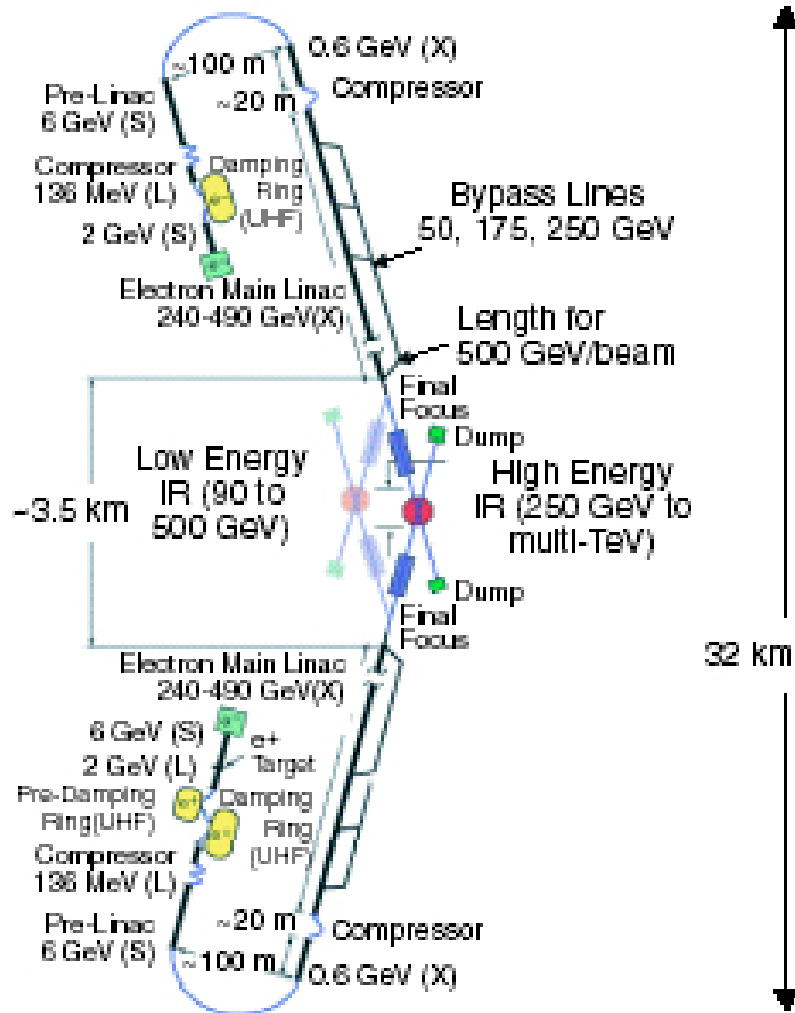 ~100 m
0.6 GeV (X)
Pre-Linac
6 GeV (S)
~20 m
Compressor
Compressor
136 MeV (L)
Damping
Ring
(UHF)
2 GeV (S)
Bypass Lines
50, 175, 250 GeV
Electron Main Linac
240-490 GeV(X)
Length for
500 GeV/beam
Final
Focus
Dump
Low Energy
IR (90 to
500 GeV)
~3.5 km
High Energy
IR (250 GeV to
multi-TeV)
Dump
Final
Focus
32 km
Electron Main Linac
240-490 GeV(X)
6 GeV (S)
e+
Target
2 GeV (L)
Pre-Damping
Ring(UHF)
Damping
Ring
(UHF)
Compressor
136 MeV (L)
Pre-Linac
6 GeV (S)
~20 m
Compressor
~100 m
0.6 GeV (X)